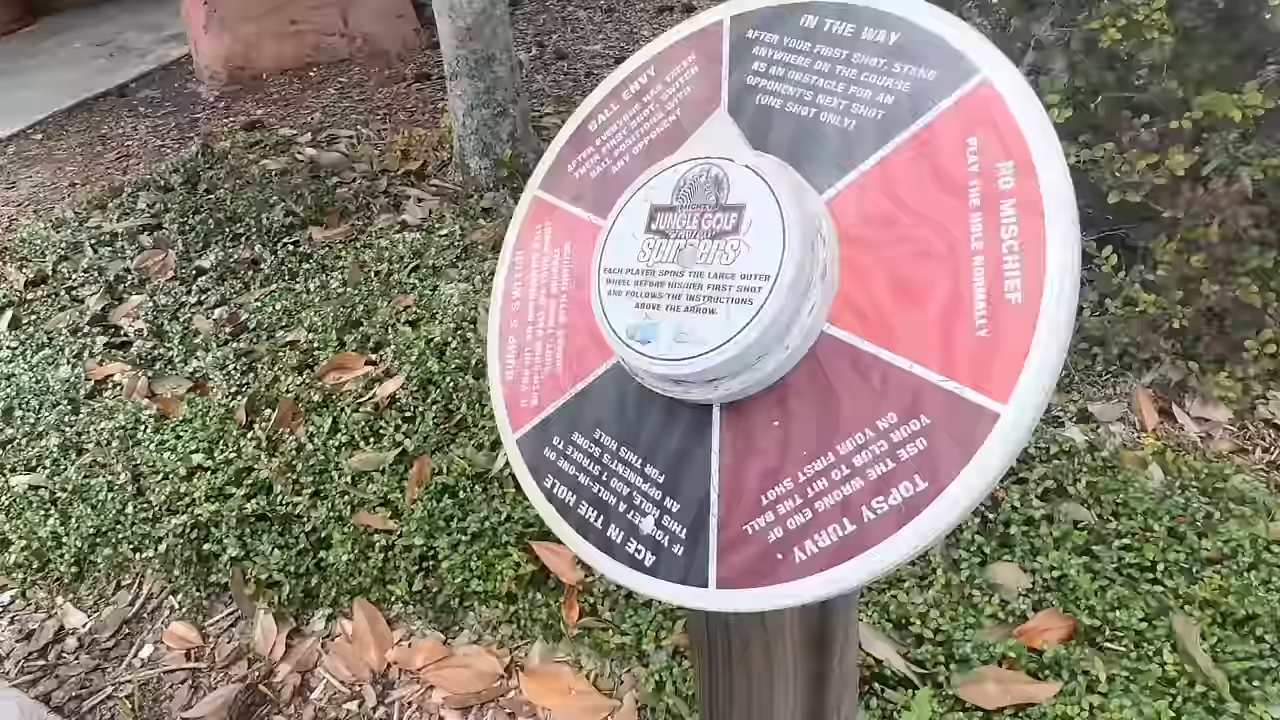 IN THE WAY
AFTER YOUR FIRST SHOT, STAND
ANYWHERE ON THE COURSE
AS AN OBSTACLE FOR AN
OPPONENT'S NEXT SHOT
(ONE SHOT ONLY)
NO MISCHIEF
PLAY THE HOLE NORMALLY
TOPSY TURVY
USE THE WRONG END OF
YOUR CLUB TO HIT THE BALL
ON YOUR FIRST SHOT
ACE IN THE HOLE
IF YOU GET A HOLE-IN-ONE ON
THIS HOLE, ADD 1 STROKE TO
AN OPPONENT'S SCORE
FOR THIS HOLE
BUMP & SWITCH
BALL ENVY
AFTER EVERYONE HAS TAKEN
THEIR FIRST SHOT, SWITCH
BALL POSITIONS WITH
ANY OPPONENT
JUNGLE GOLF
SPINNERS
EACH PLAYER SPINS THE LARGE OUTER
WHEEL BEFORE HIS/HER FIRST SHOT
AND FOLLOWS THE INSTRUCTIONS
ABOVE THE ARROW.